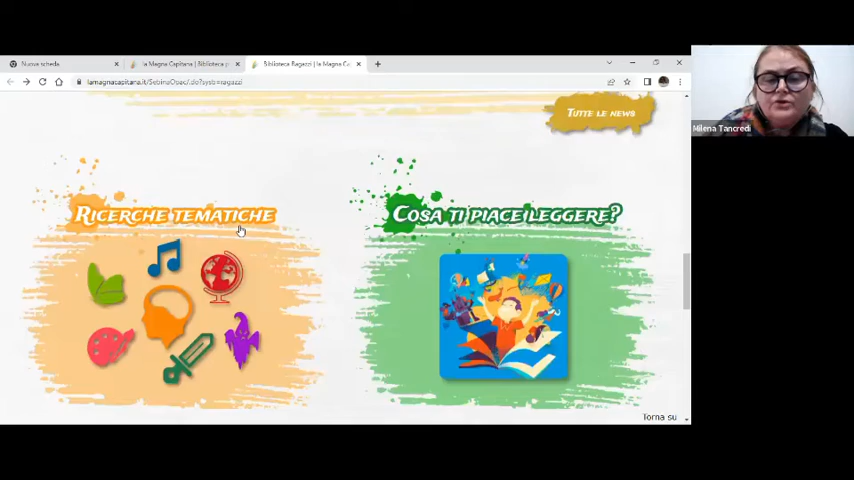 Nuova scheda
la Magna Capitana | Biblioteca p
Biblioteca Ragazzi | la Magna Ca
lamagnacapitana.it/SebinaOpac/.do?sysb=ragazzi
Tutte le news
Milena Tancredi
Ricerche tematiche
Cosa ti piace leggere?
Torna su